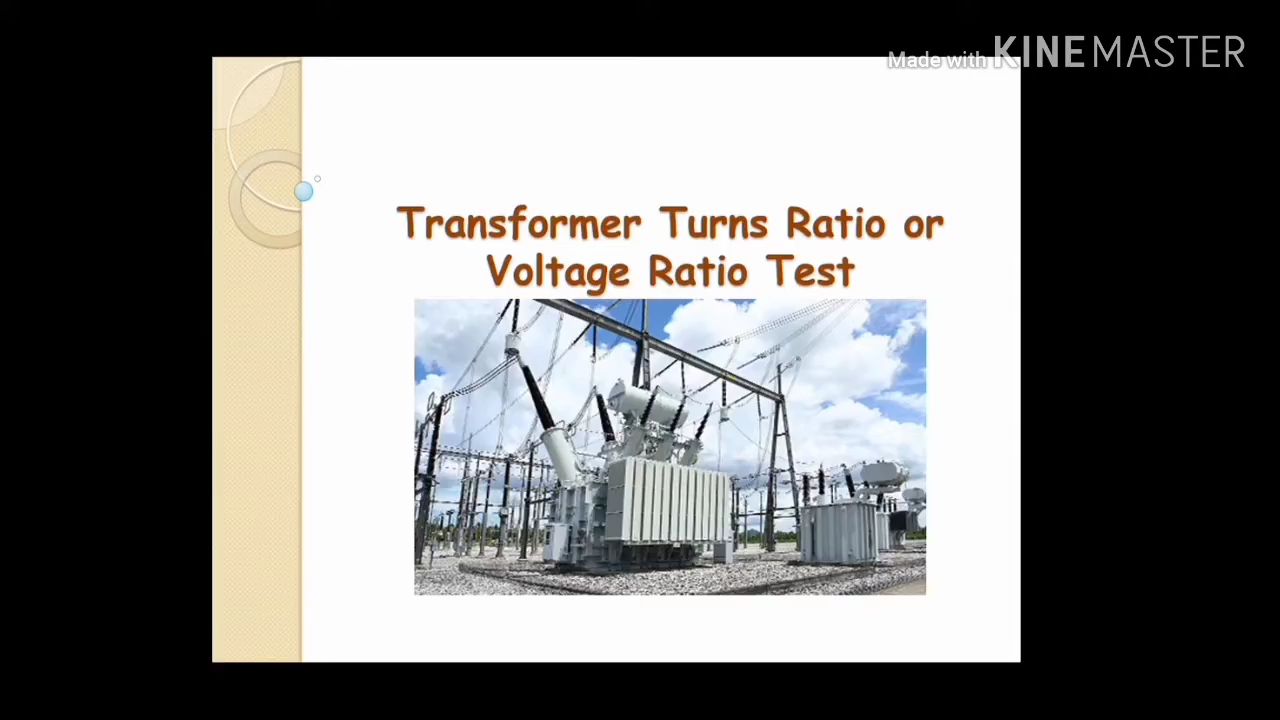 Made with KINEMASTER
Transformer Turns Ratio or
Voltage Ratio Test